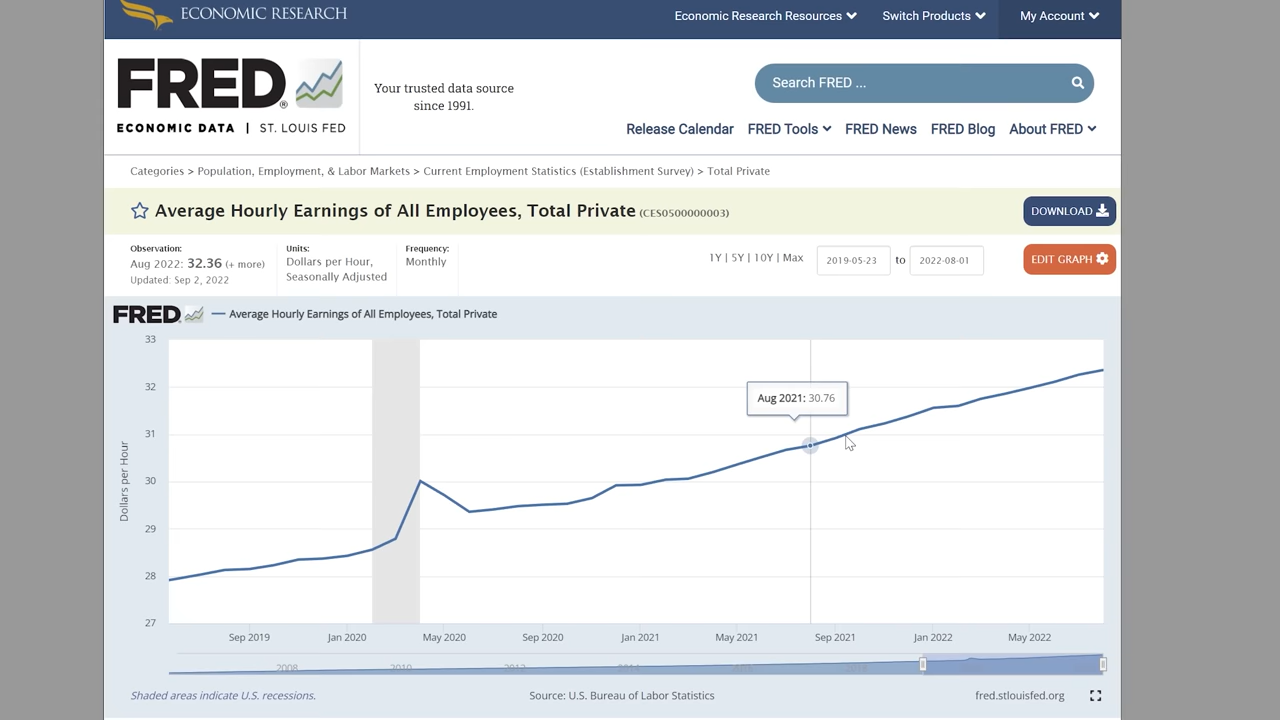 ECONOMIC RESEARCH
Economic Research Resources
Switch Products
My Account
FRED®
ECONOMIC DATA | ST. LOUIS FED
Your trusted data source
since 1991.
Search FRED ...
Release Calendar
FRED Tools
FRED News
FRED Blog
About FRED
Categories > Population, Employment, & Labor Markets > Current Employment Statistics (Establishment Survey) > Total Private
Average Hourly Earnings of All Employees, Total Private (CES0500000003)
DOWNLOAD
Observation:
Aug 2022: 32.36 (+ more)
Updated: Sep 2, 2022
Units:
Dollars per Hour,
Seasonally Adjusted
Frequency:
Monthly
1Y | 5Y | 10Y | Max
2019-05-23 to 2022-08-01
EDIT GRAPH
FRED
Average Hourly Earnings of All Employees, Total Private
33
32
31
30
29
28
27
Dollars per Hour
Aug 2021: 30.76
Sep 2019
Jan 2020
May 2020
Sep 2020
Jan 2021
May 2021
Sep 2021
Jan 2022
May 2022
2008
2010
2012
2014
Shaded areas indicate U.S. recessions.
Source: U.S. Bureau of Labor Statistics
fred.stlouisfed.org